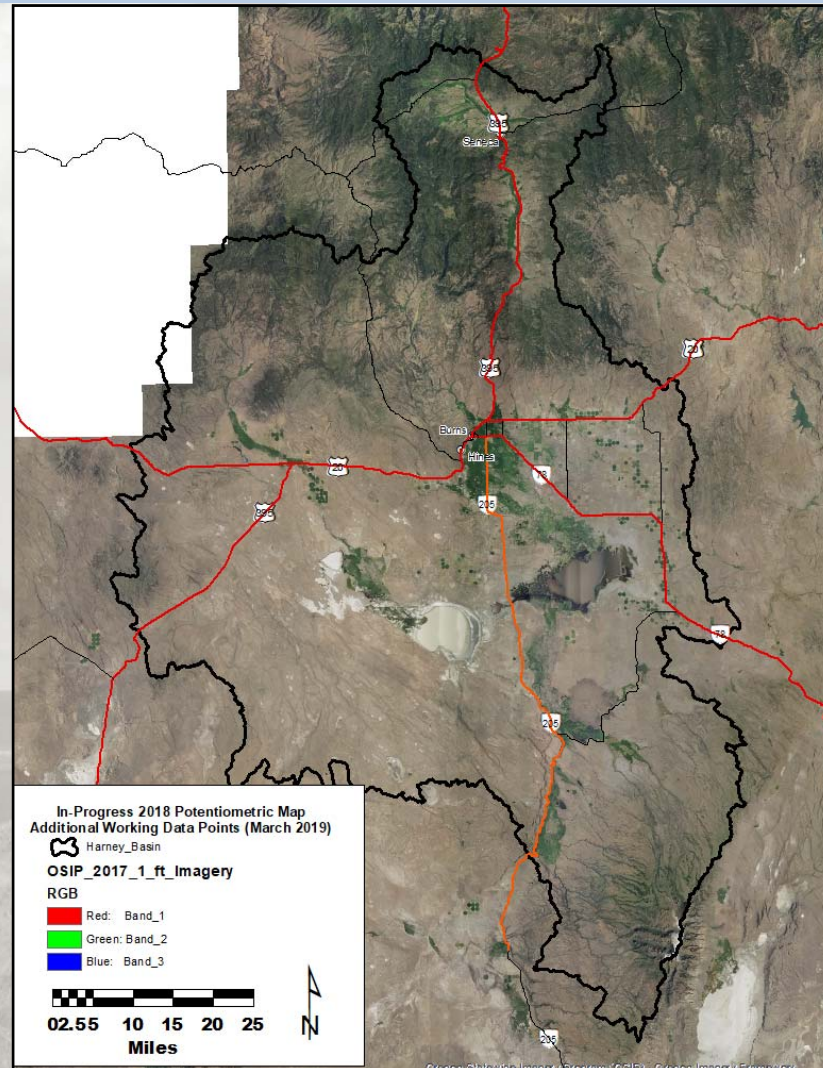 395
Seneca
20
395
Burns
Hines
20
78
395
205
78
205
In-Progress 2018 Potentiometric Map
Additional Working Data Points (March 2019)
Harney_Basin
OSIP_2017_1_ft_Imagery
RGB
Red: Band_1
Green: Band_2
Blue: Band_3
02.55 10 15 20 25
Miles
N
205